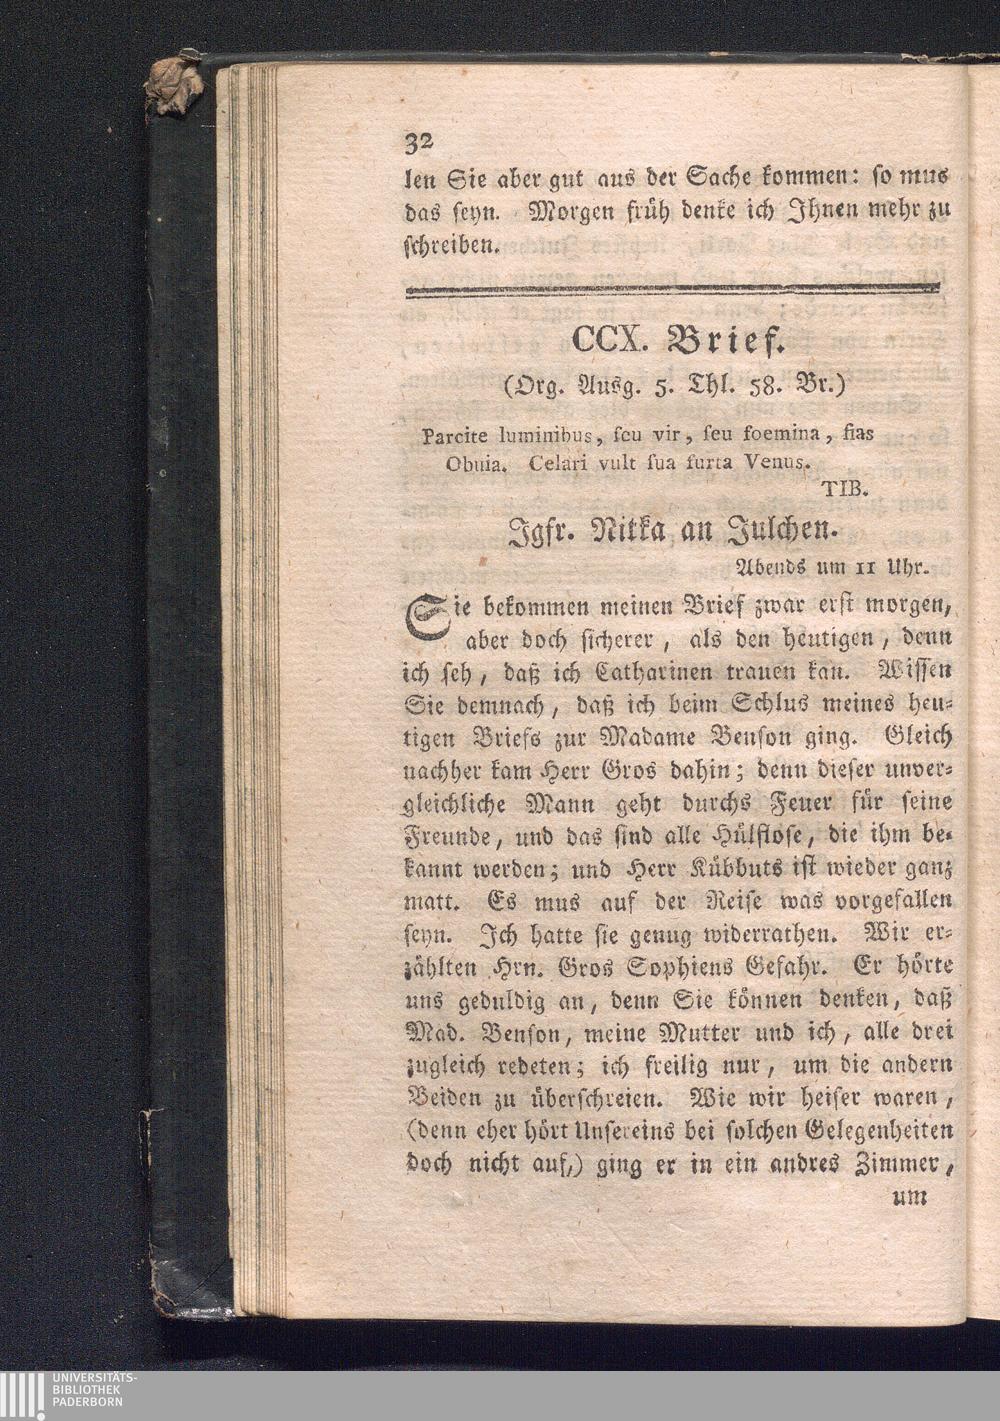 32
len Sie aber gut aus der Sache kommen: so mus
das seyn. Morgen früh denke ich Ihnen mehr zu
schreiben.
CCX. Brief.
(Org. Ausg. 5. Thl. 58. Br.)
Parcite luminibus, seu vir, seu foemina, fias
Obuia. Celari vult sua furta Venus.
TIB.
Jgfr. Nitka an Julchen.
Abends um 11 Uhr.
Sie bekommen meinen Brief zwar erst morgen,
aber doch sicherer, als den heutigen, denn
ich seh, daß ich Catharinen trauen kan. Wissen
Sie demnach, daß ich beim Schlus meines heu-
tigen Briefs zur Madame Benson ging. Gleich
nachher kam Herr Gros dahin; denn dieser unver-
gleichliche Mann geht durchs Feuer für seine
Freunde, und das sind alle Hülflose, die ihm be-
kannt werden; und Herr Kübbuts ist wieder ganz
matt. Es mus auf der Reise was vorgefallen
seyn. Ich hatte sie genug widerrathen. Wir er-
zählten Hrn. Gros Sophiens Gefahr. Er hörte
uns geduldig an, denn Sie können denken, daß
Mad. Benson, meine Mutter und ich, alle drei
zugleich redeten; ich freilig nur, um die andern
Beiden zu überschreien. Wie wir heiser waren,
(denn eher hört Unsereins bei solchen Gelegenheiten
doch nicht auf,) ging er in ein andres Zimmer,
um
UNIVERSITÄTS-
BIBLIOTHEK
PADERBORN